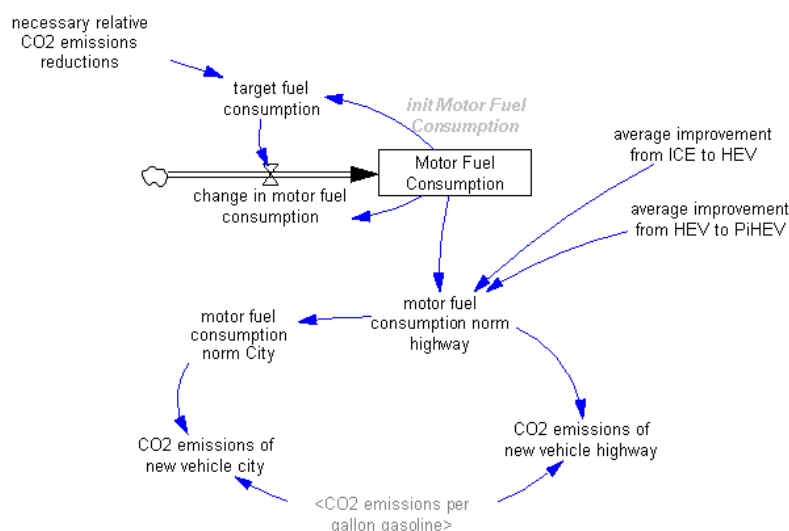 necessary relative
CO2 emissions
reductions
target fuel
consumption
initMotor Fuel
Consumption
Motor Fuel
Consumption
change in motor fuel
consumption
average improvement
from ICE to HEV
average improvement
from HEV to PiHEV
motor fuel
consumption norm
highway
motor fuel
consumption
norm City
CO2 emissions of
new vehicle city
CO2 emissions of
new vehicle highway
<CO2 emissions per
gallon gasoline>